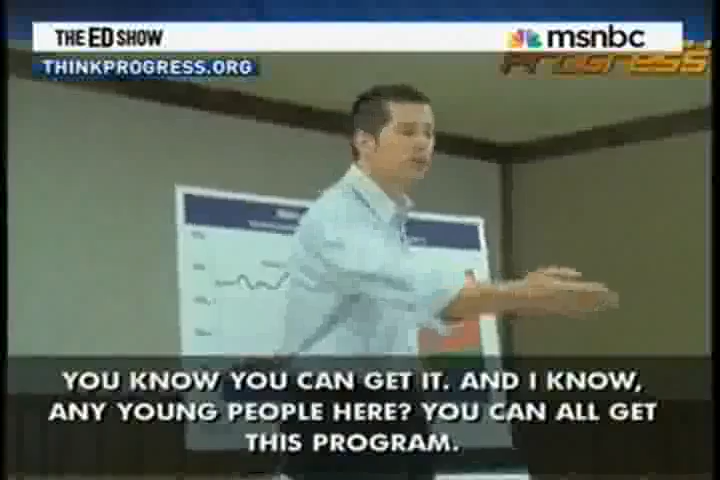 THE ED SHOW
msnbc
THINKPROGRESS.ORG
PROGRESS
YOU KNOW YOU CAN GET IT. AND I KNOW,
ANY YOUNG PEOPLE HERE? YOU CAN ALL GET
THIS PROGRAM.